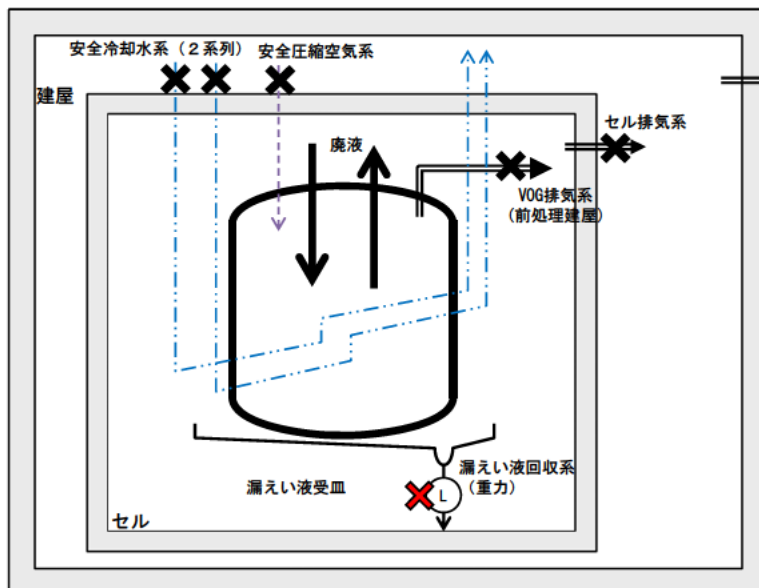 安全冷却水系(2系列)
安全圧縮空気系
建屋
セル排気系
廃液
VOG排気系
(前処理建屋)
漏えい液回収系
(重力)
L
漏えい液受皿
セル